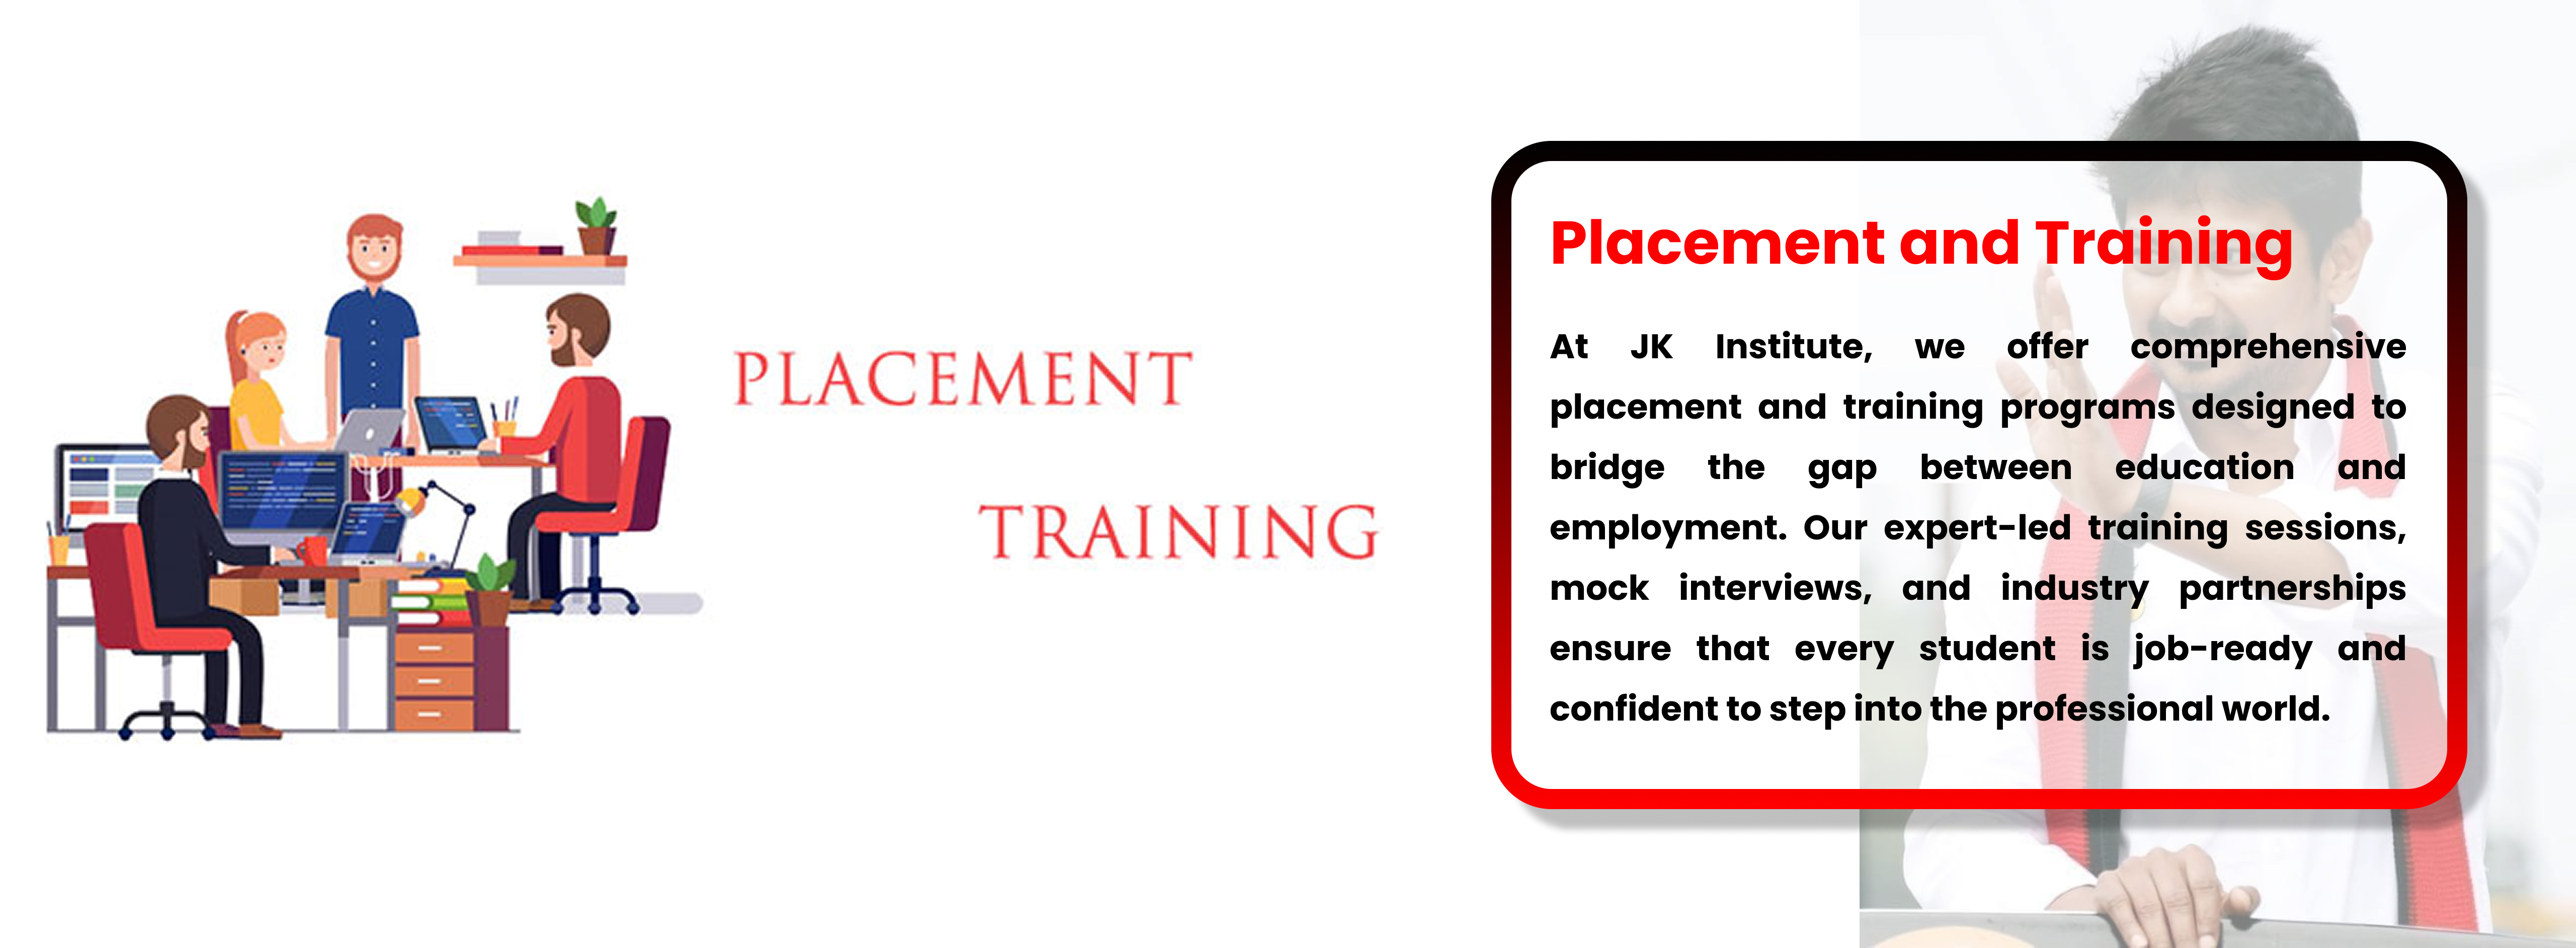 PLACEMENT
TRAINING
Placement and Training
At JK Institute, we offer comprehensive
placement and training programs designed to
bridge the gap between education and
employment. Our expert-led training sessions,
mock interviews, and industry partnerships
ensure that every student is job-ready and
confident to step into the professional world.